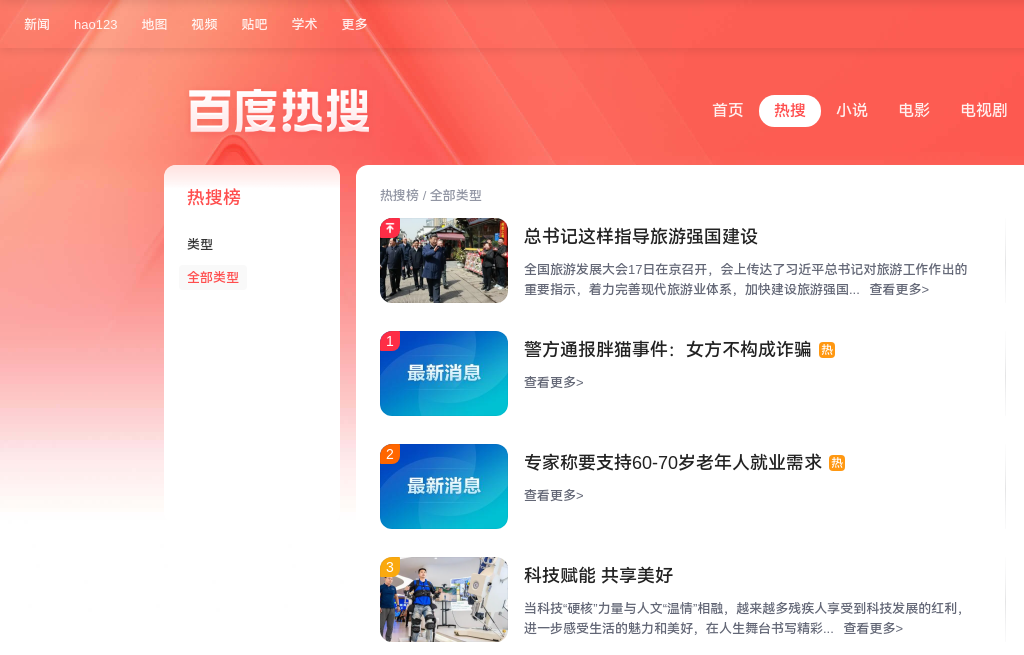 新闻 hao123 地图 视频 贴吧 学术 更多
百度热搜
首页 热搜 小说 电影 电视剧
热搜榜
类型
全部类型
热搜榜 / 全部类型
总书记这样指导旅游强国建设
全国旅游发展大会17日在京召开，会上传达了习近平总书记对旅游工作作出的
重要指示，着力完善现代旅游业体系，加快建设旅游强国... 查看更多>
1
最新消息
警方通报胖猫事件：女方不构成诈骗 热
查看更多>
2
最新消息
专家称要支持60-70岁老年人就业需求 热
查看更多>
3
科技赋能 共享美好
当科技“硬核”力量与人文“温情”相融，越来越多残疾人享受到科技发展的红利，
进一步感受生活的魅力和美好，在人生舞台书写精彩... 查看更多>